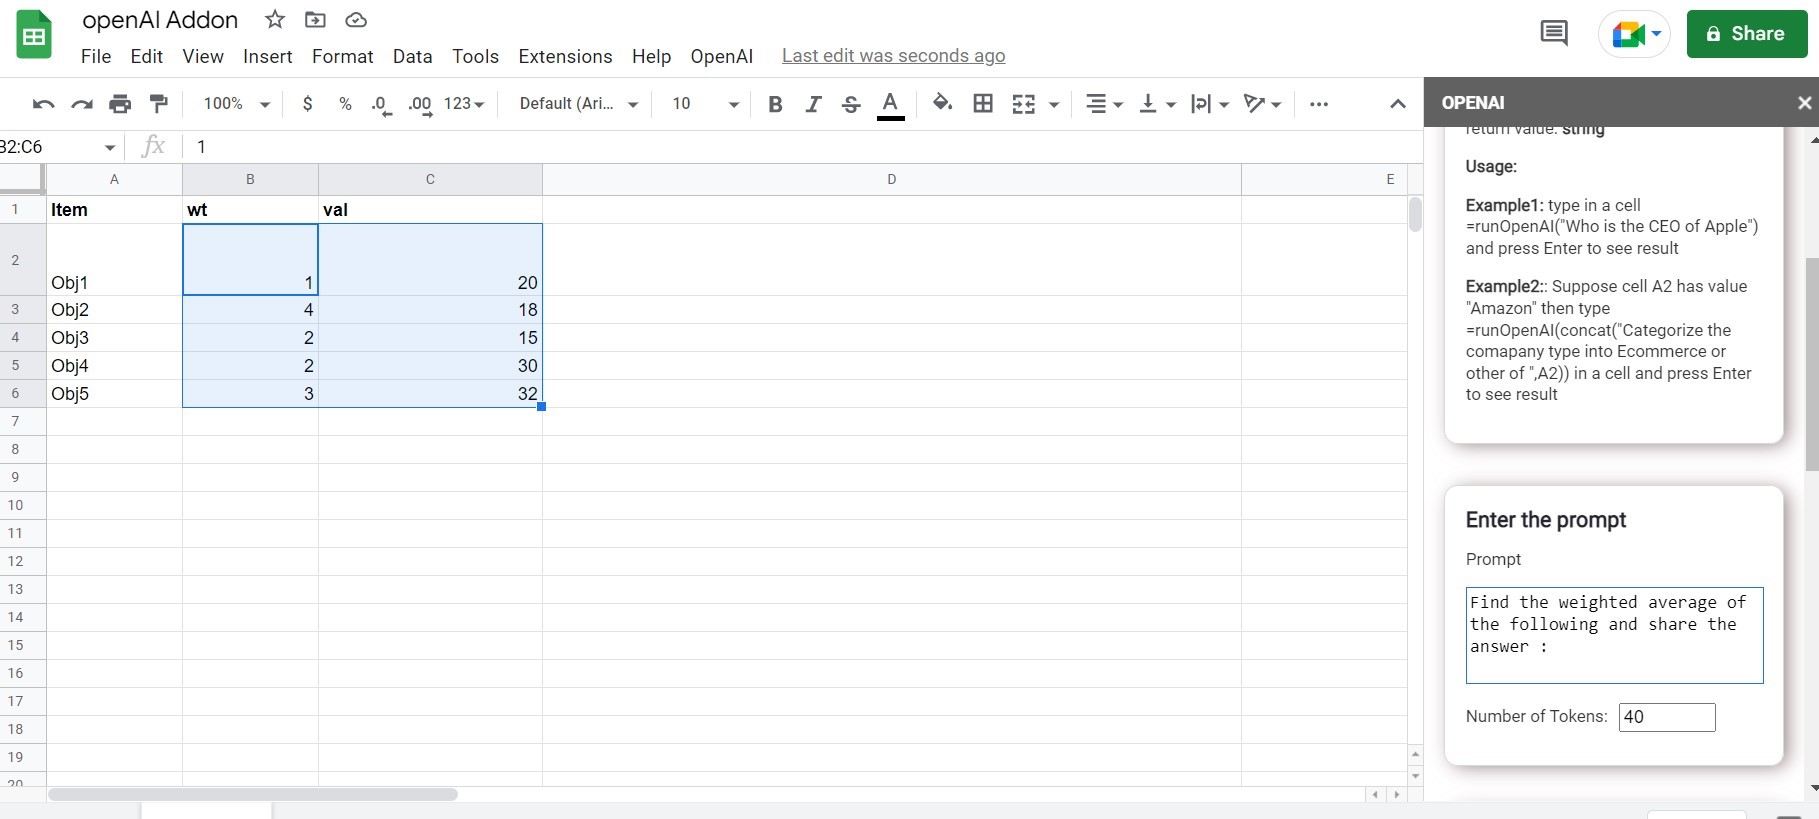 openAI Addon
File Edit View Insert Format Data Tools Extensions Help OpenAI Last edit was seconds ago
Share
100% $ % .0 .00 123 Default (Ari... 10 B I S A ...
OPENAI
B2:C6 fx 1
A B C D E
1 Item wt val
2 Obj1 1 20
3 Obj2 4 18
4 Obj3 2 15
5 Obj4 2 30
6 Obj5 3 32
7
8
9
10
11
12
13
14
15
16
17
18
19
20
return value: string
Usage:
Example1: type in a cell
=runOpenAI("Who is the CEO of Apple")
and press Enter to see result
Example2:: Suppose cell A2 has value
"Amazon" then type
=runOpenAI(concat("Categorize the
comapany type into Ecommerce or
other of ",A2)) in a cell and press Enter
to see result
Enter the prompt
Prompt
Find the weighted average of
the following and share the
answer :
Number of Tokens: 40